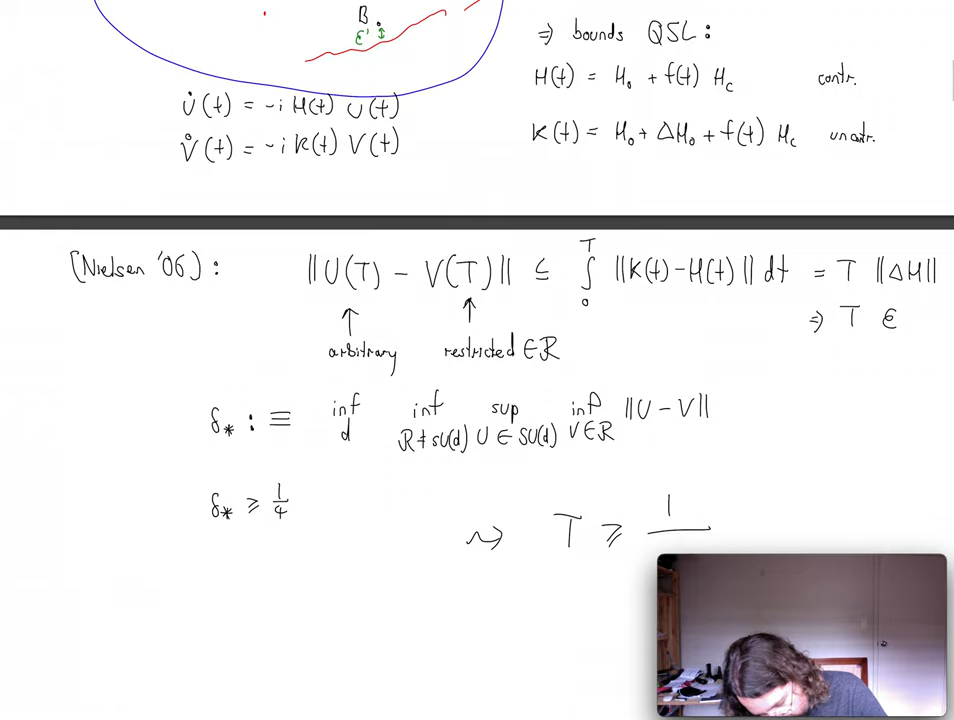 B
ε'
⇒ bounds QSL:
H(t) = H₀ + f(t) H_c contr.
U̇(t) = -i H(t) U(t)
K(t) = H₀ + ΔH₀ + f(t) H_c uncontr.
V̇(t) = -i K(t) V(t)
(Nielsen '06): ||U(T) - V(T)|| ≤ ∫₀ᵀ ||K(t) - H(t)|| dt = T ||ΔH||
⇒ T ϵ
↑ ↑
arbitrary restricted ∈ R
δ* :≡ inf_d inf_{R ≠ SU(d)} sup_{U ∈ SU(d)} inf_{V ∈ R} ||U - V||
δ* ≥ 1/4
⇝ T ≥ 1